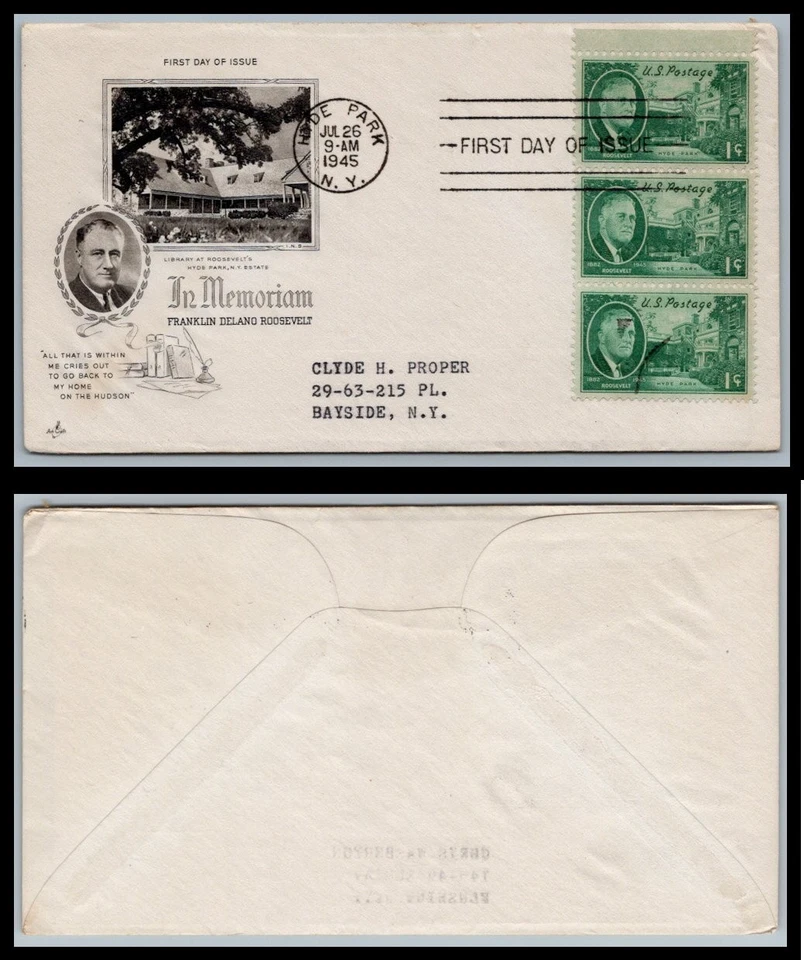 FIRST DAY OF ISSUE
I.N.S.
LIBRARY AT ROOSEVELT'S
HYDE PARK, N.Y. ESTATE
In Memoriam
FRANKLIN DELANO ROOSEVELT
"ALL THAT IS WITHIN
ME CRIES OUT
TO GO BACK TO
MY HOME
ON THE HUDSON"
HYDE PARK
JUL 26
9-AM
1945
N. Y.
FIRST DAY OF ISSUE
U.S. Postage
ROOSEVELT
HYDE PARK
1¢
U.S. Postage
1882 1945
ROOSEVELT
HYDE PARK
1¢
U.S. Postage
1882 1945
ROOSEVELT
HYDE PARK
1¢
CLYDE H. PROPER
29-63-215 PL.
BAYSIDE, N.Y.